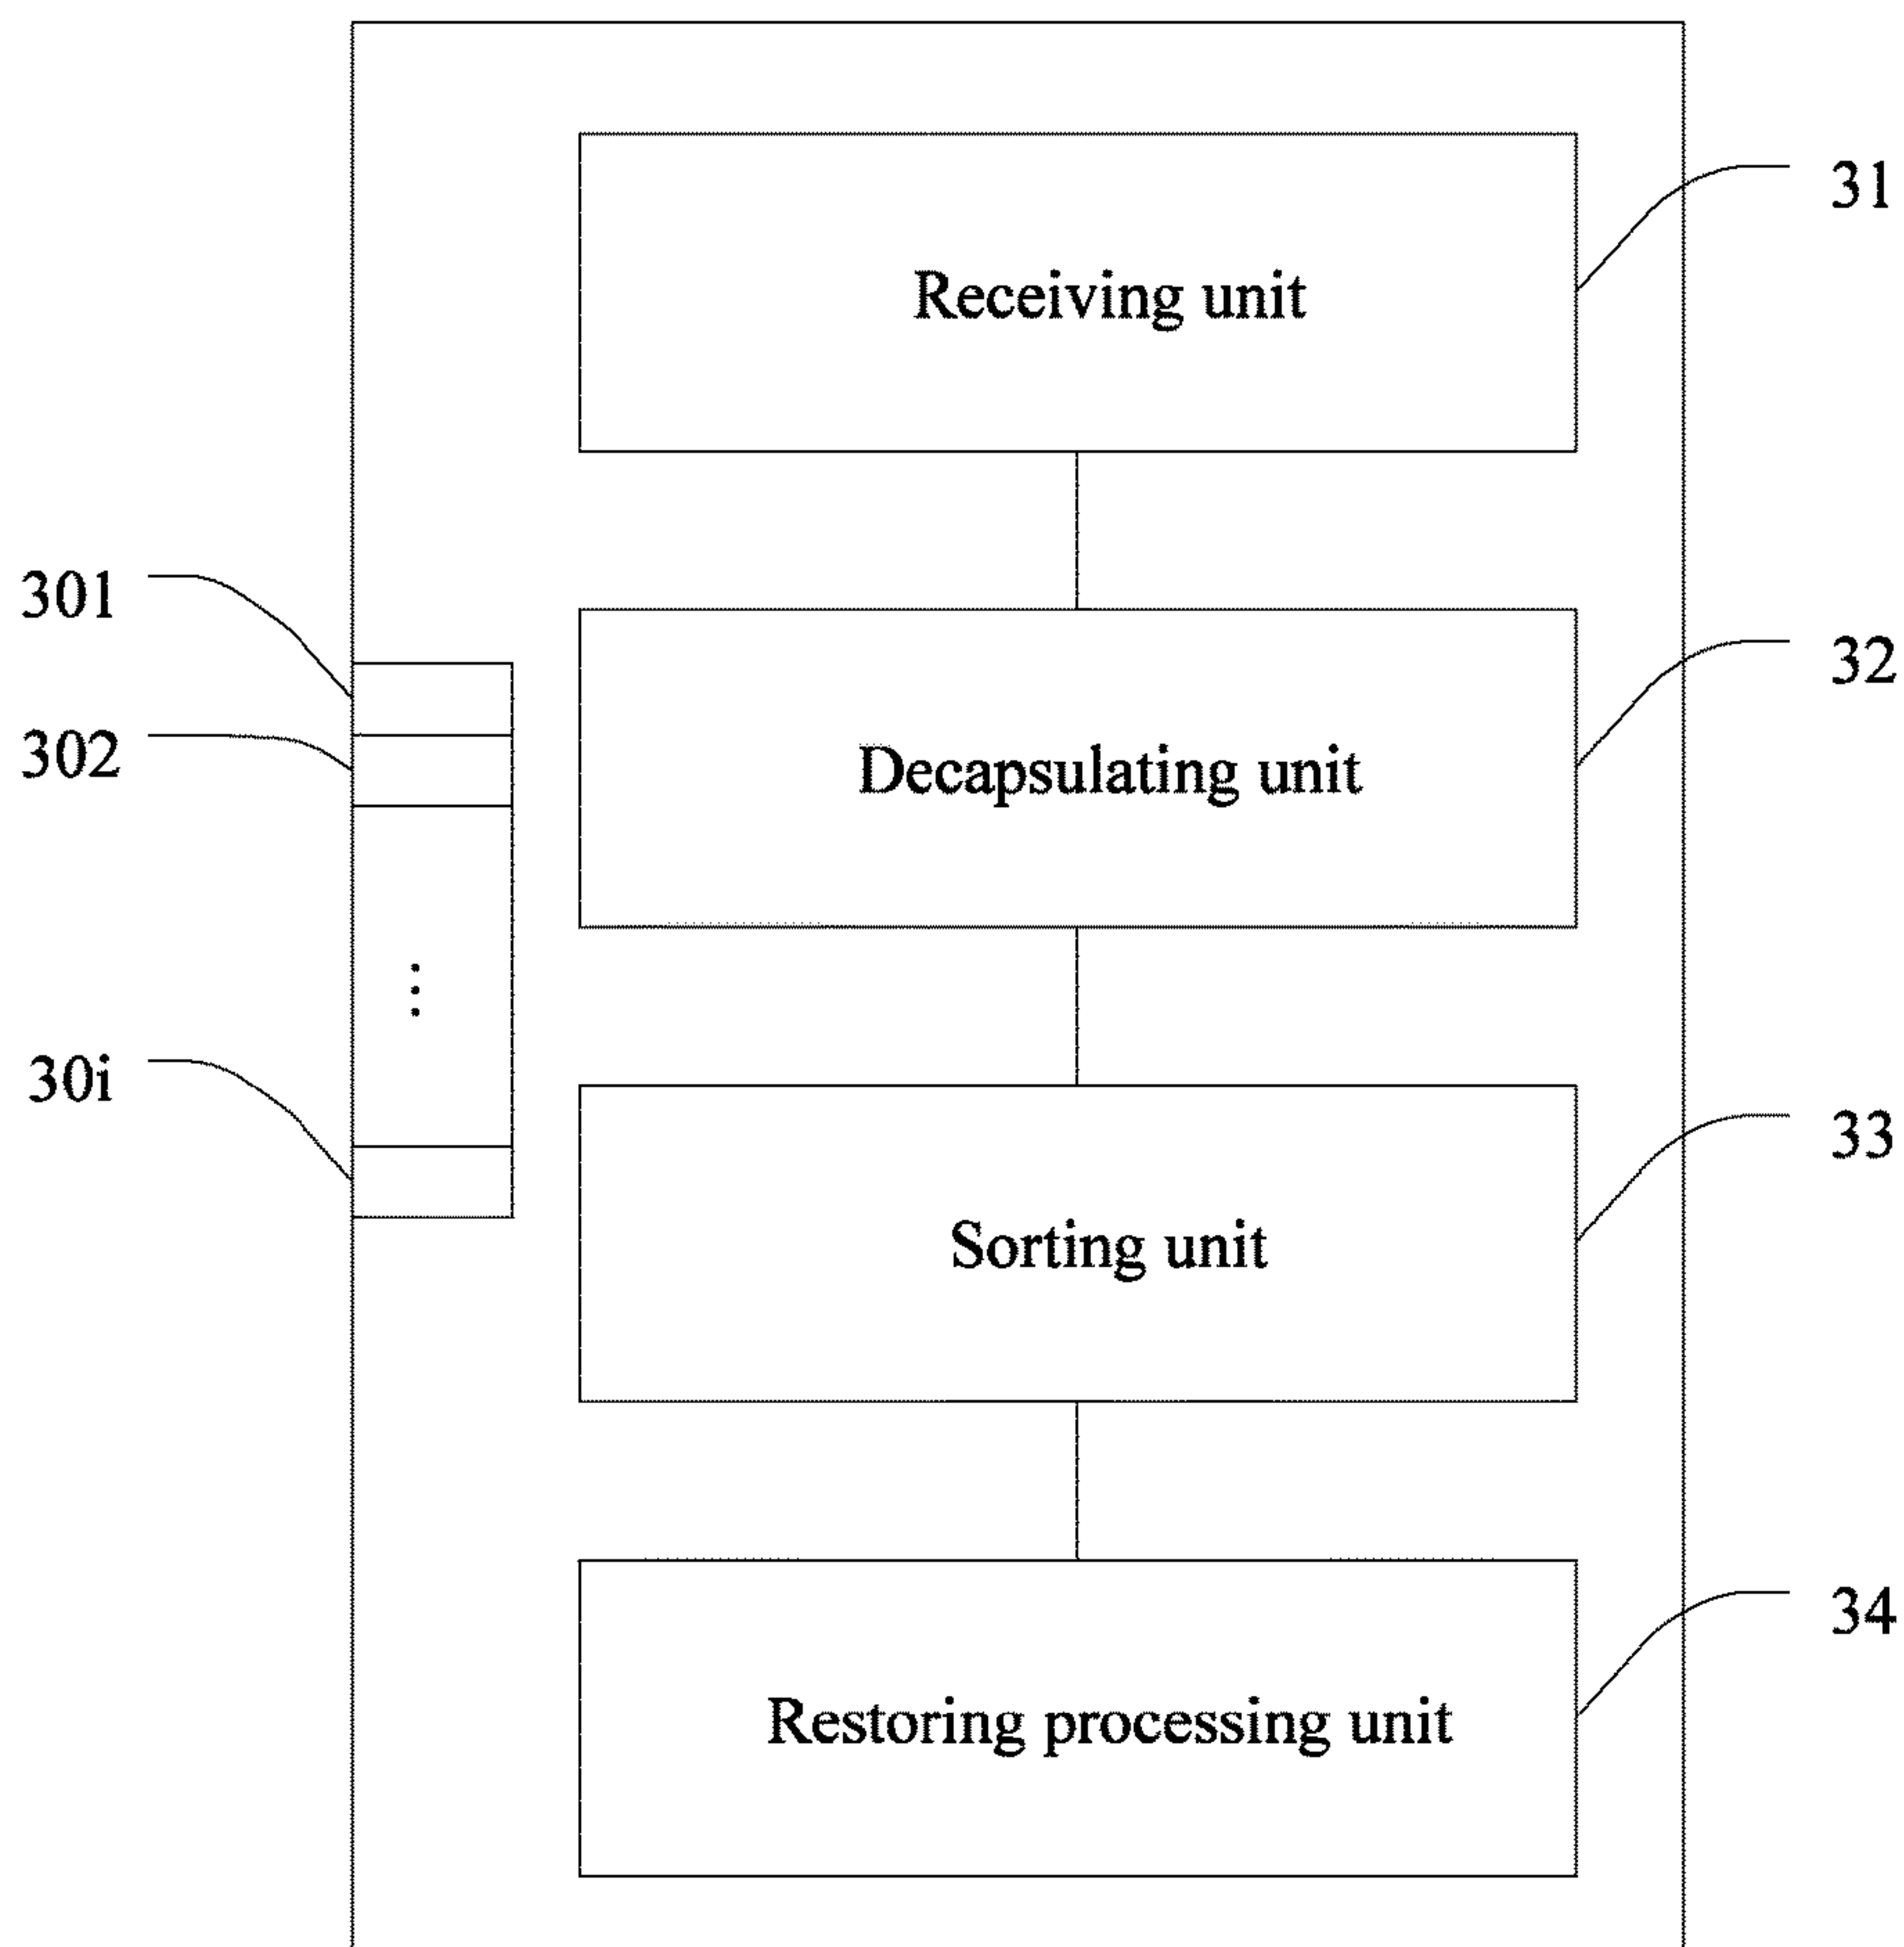 31
Receiving unit
301
32
302
Decapsulating unit
⋮
30i
33
Sorting unit
34
Restoring processing unit